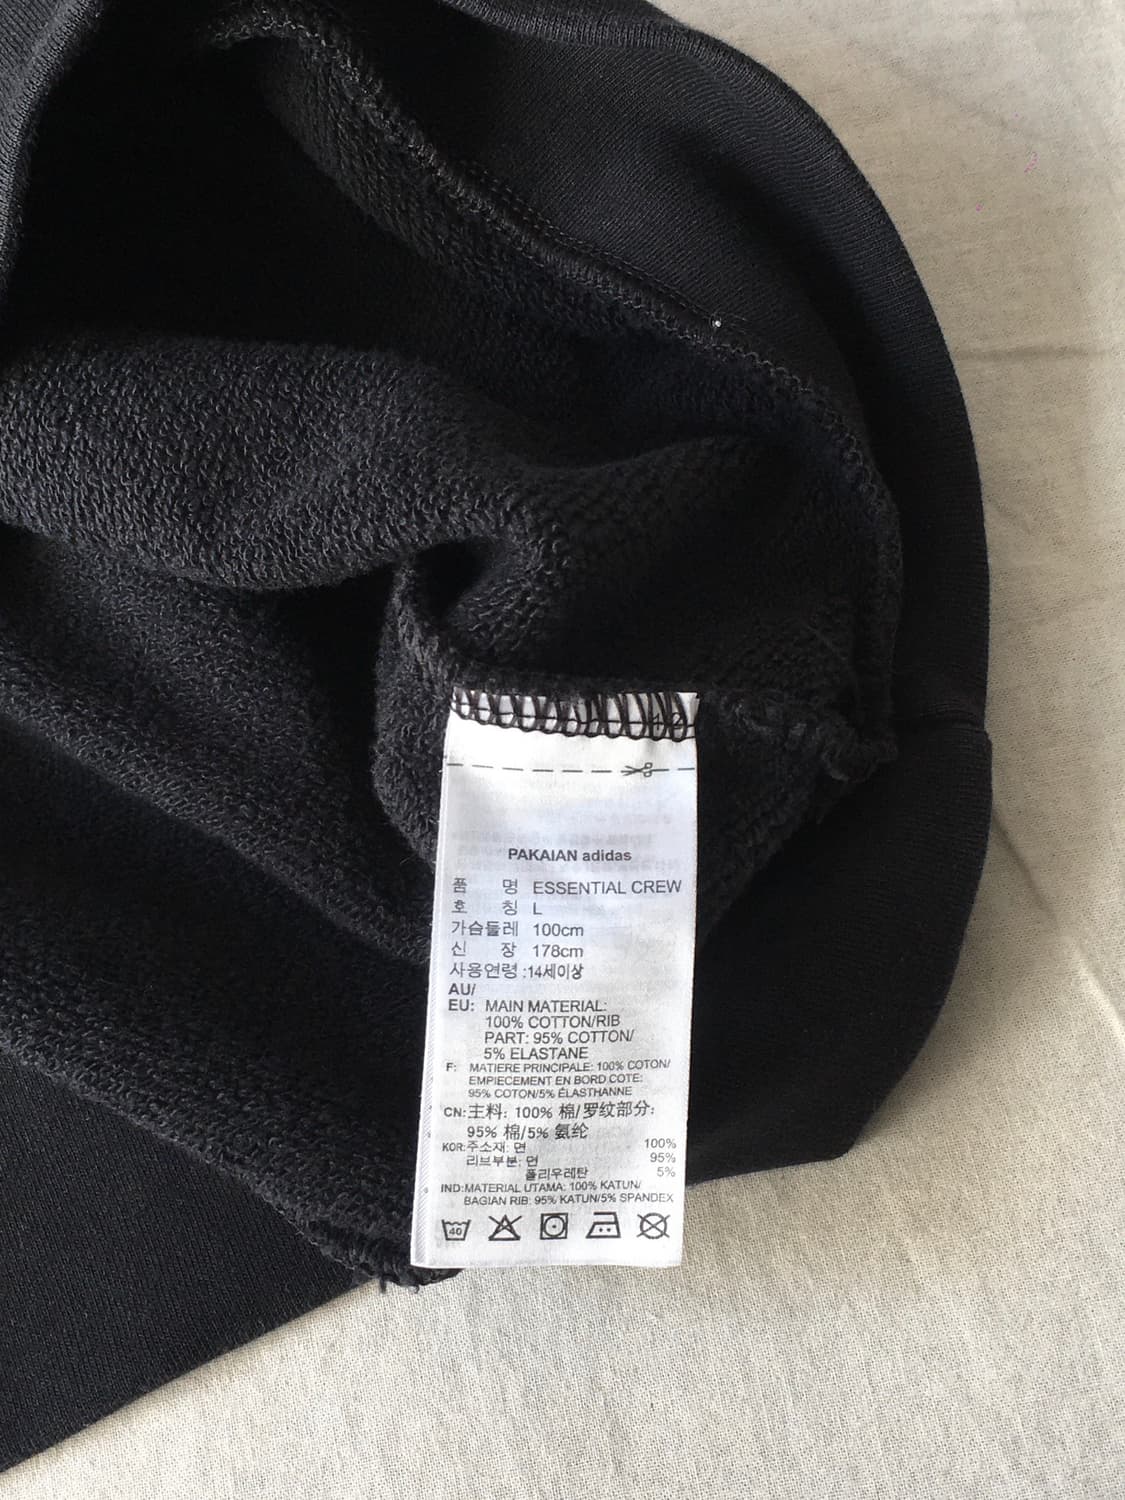 PAKAIAN adidas
품 명 ESSENTIAL CREW
호 칭 L
가슴둘레 100cm
신 장 178cm
사용연령 :14세이상
AU/
EU: MAIN MATERIAL:
100% COTTON/RIB
PART: 95% COTTON/
5% ELASTANE
F: MATIERE PRINCIPALE: 100% COTON/
EMPIECEMENT EN BORD COTE:
95% COTON/5% ÉLASTHANNE
CN:主料: 100% 棉/罗纹部分:
95% 棉/5% 氨纶
KOR:주소재: 면 100%
리브부분: 면 95%
폴리우레탄 5%
IND:MATERIAL UTAMA: 100% KATUN/
BAGIAN RIB: 95% KATUN/5% SPANDEX
40